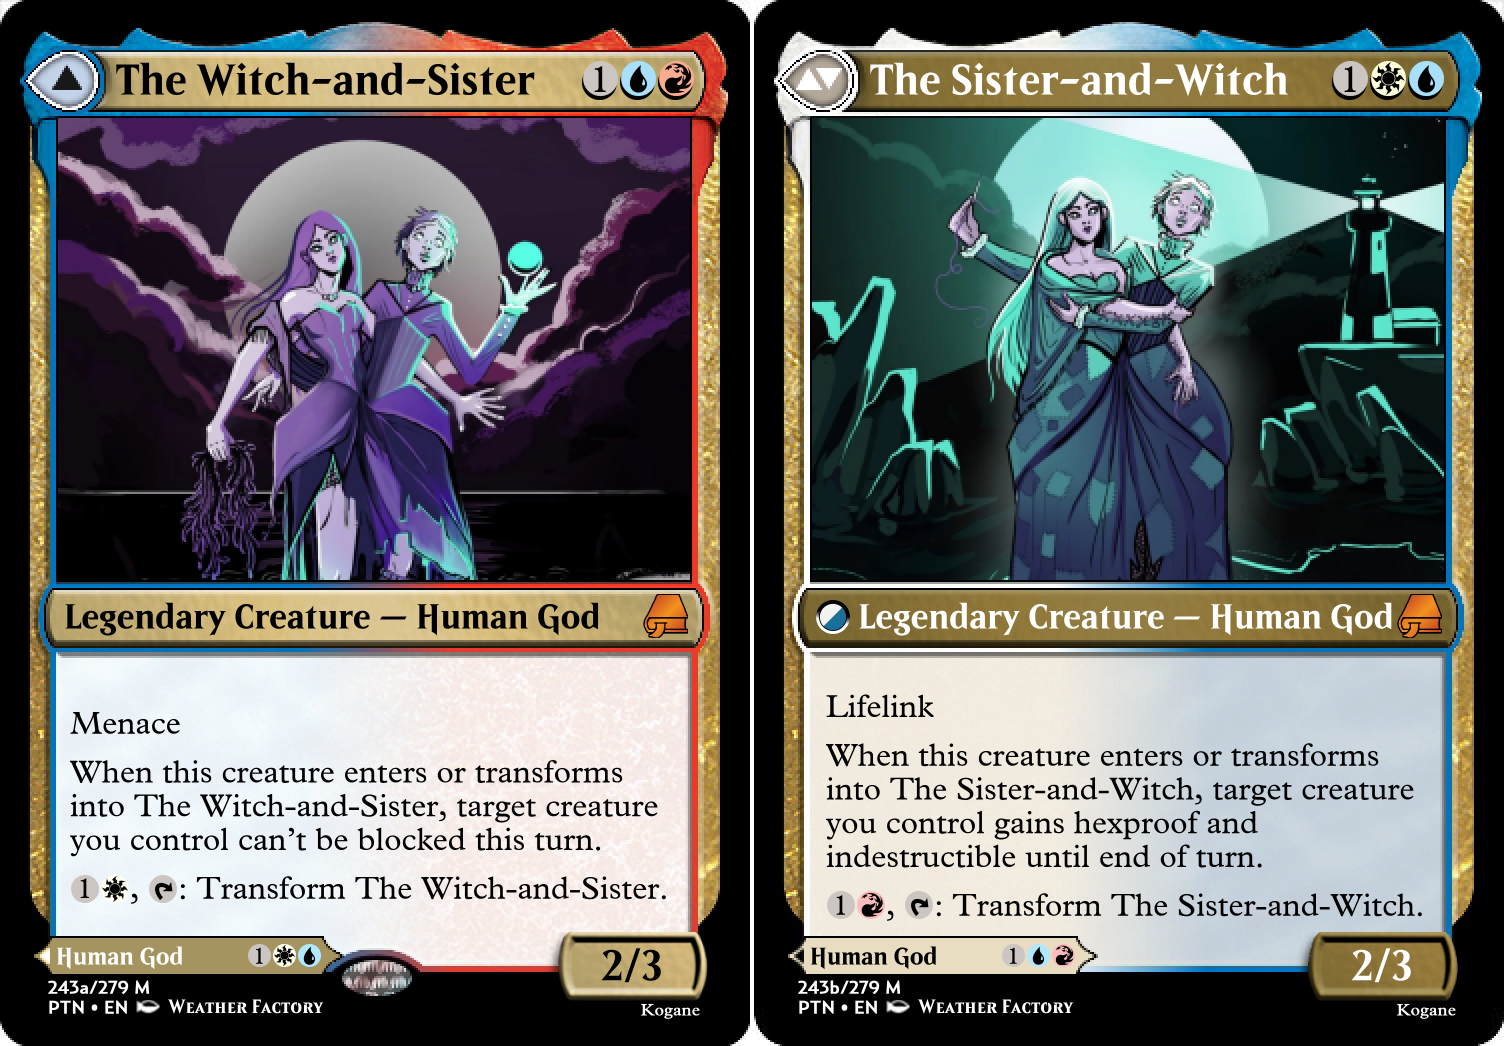 The Witch-and-Sister 1
Legendary Creature — Human God
Menace
When this creature enters or transforms
into The Witch-and-Sister, target creature
you control can't be blocked this turn.
1, : Transform The Witch-and-Sister.
Human God 1
2/3
243a/279 M
PTN • EN Weather Factory
Kogane
The Sister-and-Witch 1
Legendary Creature — Human God
Lifelink
When this creature enters or transforms
into The Sister-and-Witch, target creature
you control gains hexproof and
indestructible until end of turn.
1, : Transform The Sister-and-Witch.
Human God 1
2/3
243b/279 M
PTN • EN Weather Factory
Kogane